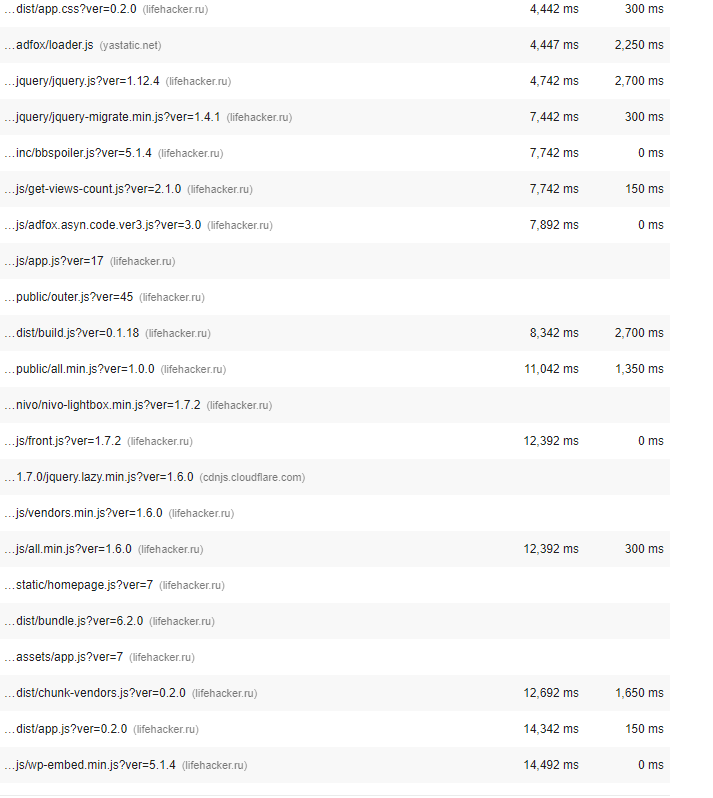 …dist/app.css?ver=0.2.0 (lifehacker.ru) 4,442 ms 300 ms
…adfox/loader.js (yastatic.net) 4,447 ms 2,250 ms
…jquery/jquery.js?ver=1.12.4 (lifehacker.ru) 4,742 ms 2,700 ms
…jquery/jquery-migrate.min.js?ver=1.4.1 (lifehacker.ru) 7,442 ms 300 ms
…inc/bbspoiler.js?ver=5.1.4 (lifehacker.ru) 7,742 ms 0 ms
…js/get-views-count.js?ver=2.1.0 (lifehacker.ru) 7,742 ms 150 ms
…js/adfox.asyn.code.ver3.js?ver=3.0 (lifehacker.ru) 7,892 ms 0 ms
…js/app.js?ver=17 (lifehacker.ru)
…public/outer.js?ver=45 (lifehacker.ru)
…dist/build.js?ver=0.1.18 (lifehacker.ru) 8,342 ms 2,700 ms
…public/all.min.js?ver=1.0.0 (lifehacker.ru) 11,042 ms 1,350 ms
…nivo/nivo-lightbox.min.js?ver=1.7.2 (lifehacker.ru)
…js/front.js?ver=1.7.2 (lifehacker.ru) 12,392 ms 0 ms
…1.7.0/jquery.lazy.min.js?ver=1.6.0 (cdnjs.cloudflare.com)
…js/vendors.min.js?ver=1.6.0 (lifehacker.ru)
…js/all.min.js?ver=1.6.0 (lifehacker.ru) 12,392 ms 300 ms
…static/homepage.js?ver=7 (lifehacker.ru)
…dist/bundle.js?ver=6.2.0 (lifehacker.ru)
…assets/app.js?ver=7 (lifehacker.ru)
…dist/chunk-vendors.js?ver=0.2.0 (lifehacker.ru) 12,692 ms 1,650 ms
…dist/app.js?ver=0.2.0 (lifehacker.ru) 14,342 ms 150 ms
…js/wp-embed.min.js?ver=5.1.4 (lifehacker.ru) 14,492 ms 0 ms